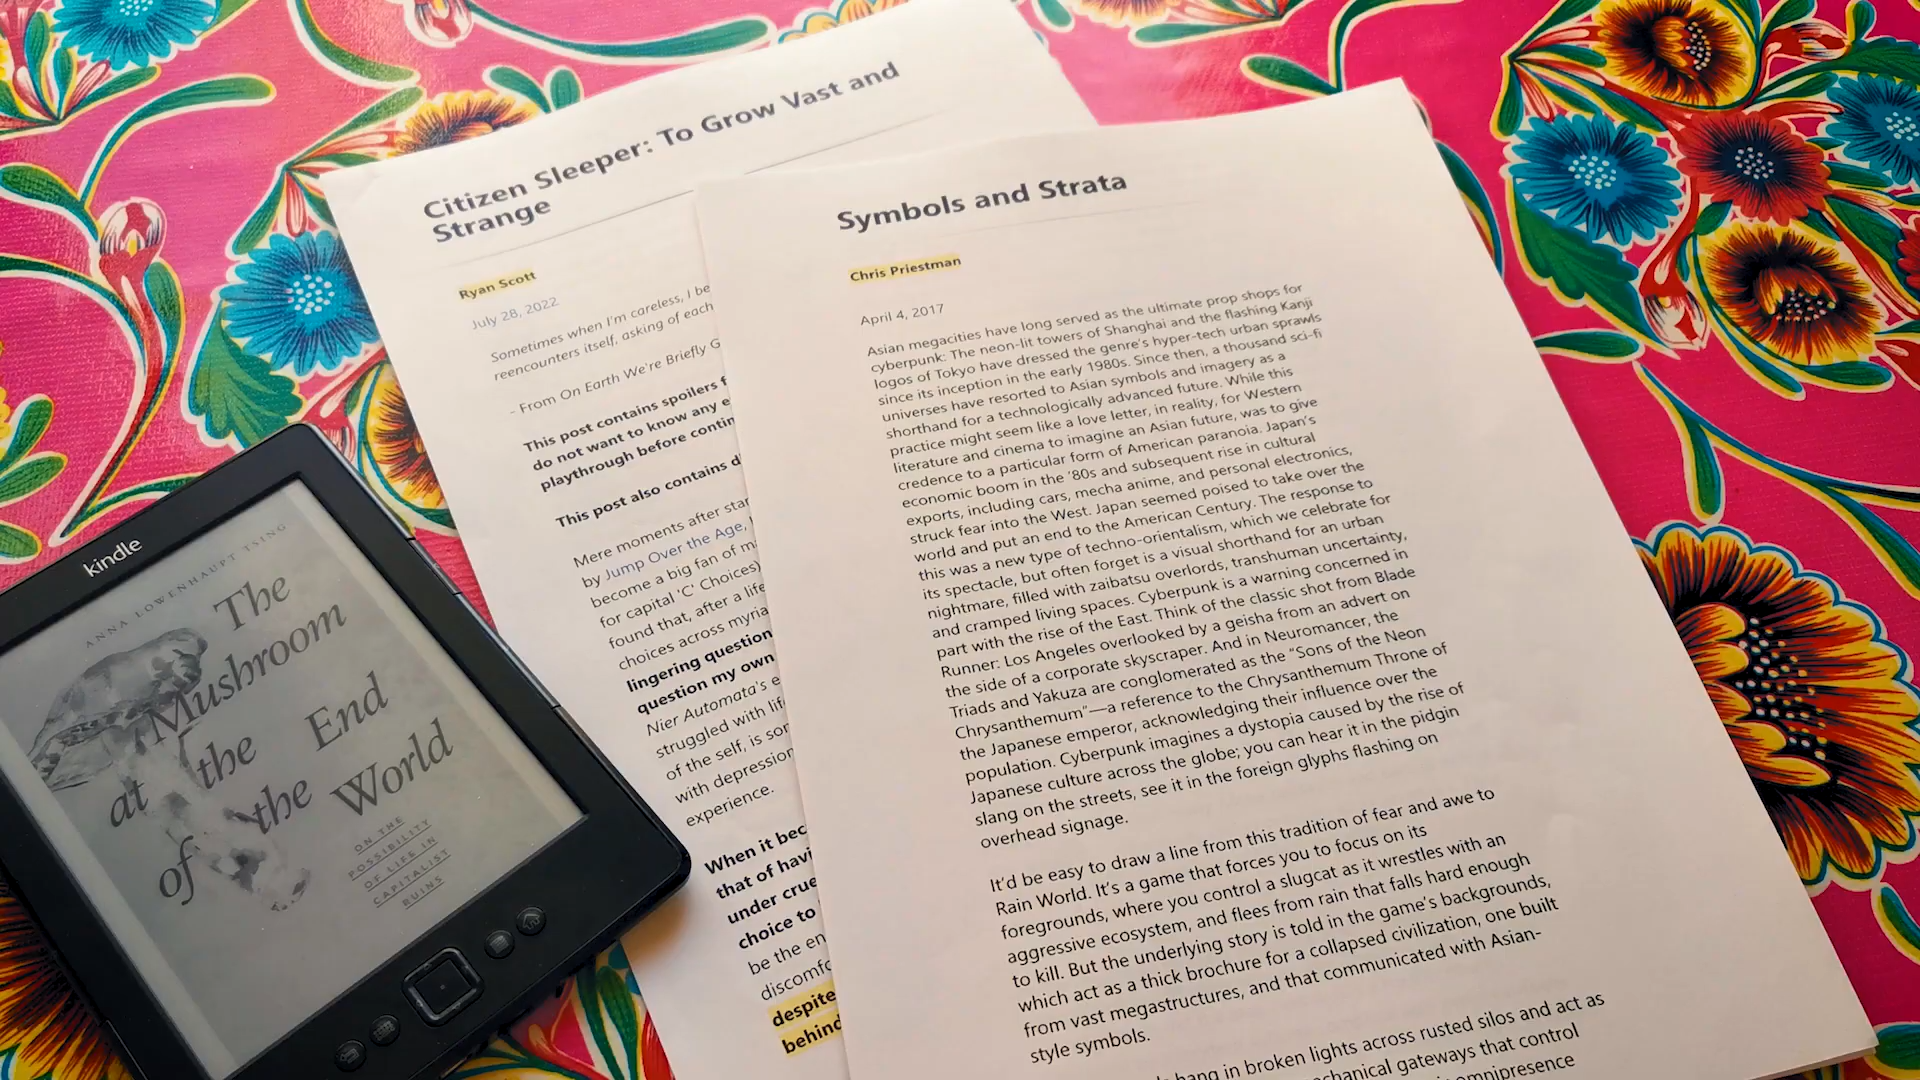 kindle
ANNA LOWENHAUPT TSING
The
Mushroom
at the End
of the World
ON THE
POSSIBILITY
OF LIFE IN
CAPITALIST
RUINS
Citizen Sleeper: To Grow Vast and
Strange
Ryan Scott
July 28, 2022
Sometimes when I'm careless, I be
reencounters itself, asking of each
- From On Earth We're Briefly G
This post contains spoilers f
do not want to know any e
playthrough before contin
This post also contains d
Mere moments after star
by Jump Over the Age,
become a big fan of m
for capital 'C' Choices)
found that, after a life
choices across myria
lingering question
question my own
Nier Automata's e
struggled with life
of the self, is sor
with depression
experience.
When it bec
that of havi
under crue
choice to
be the en
discomfo
despite
behind
Symbols and Strata
Chris Priestman
April 4, 2017
Asian megacities have long served as the ultimate prop shops for
cyberpunk: The neon-lit towers of Shanghai and the flashing Kanji
logos of Tokyo have dressed the genre's hyper-tech urban sprawls
since its inception in the early 1980s. Since then, a thousand sci-fi
universes have resorted to Asian symbols and imagery as a
shorthand for a technologically advanced future. While this
practice might seem like a love letter, in reality, for Western
literature and cinema to imagine an Asian future, was to give
credence to a particular form of American paranoia. Japan's
economic boom in the '80s and subsequent rise in cultural
exports, including cars, mecha anime, and personal electronics,
struck fear into the West. Japan seemed poised to take over the
world and put an end to the American Century. The response to
this was a new type of techno-orientalism, which we celebrate for
its spectacle, but often forget is a visual shorthand for an urban
nightmare, filled with zaibatsu overlords, transhuman uncertainty,
and cramped living spaces. Cyberpunk is a warning concerned in
part with the rise of the East. Think of the classic shot from Blade
Runner: Los Angeles overlooked by a geisha from an advert on
the side of a corporate skyscraper. And in Neuromancer, the
Triads and Yakuza are conglomerated as the "Sons of the Neon
Chrysanthemum"—a reference to the Chrysanthemum Throne of
the Japanese emperor, acknowledging their influence over the
population. Cyberpunk imagines a dystopia caused by the rise of
Japanese culture across the globe; you can hear it in the pidgin
slang on the streets, see it in the foreign glyphs flashing on
overhead signage.
It'd be easy to draw a line from this tradition of fear and awe to
Rain World. It's a game that forces you to focus on its
foregrounds, where you control a slugcat as it wrestles with an
aggressive ecosystem, and flees from rain that falls hard enough
to kill. But the underlying story is told in the game's backgrounds,
which act as a thick brochure for a collapsed civilization, one built
from vast megastructures, and that communicated with Asian-
style symbols.
hang in broken lights across rusted silos and act as
chanical gateways that control
omnipresence